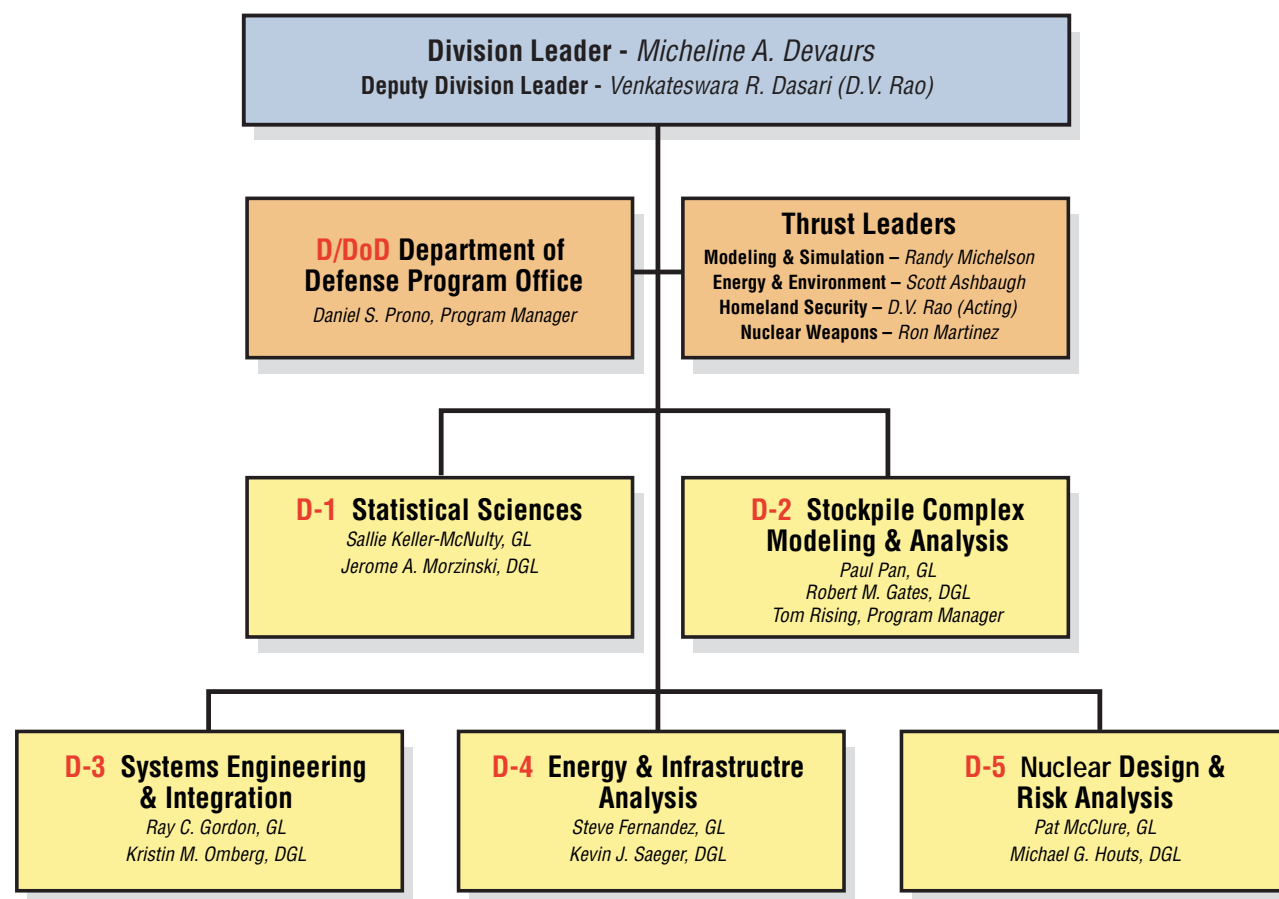 Division Leader - Micheline A. Devaurs
Deputy Division Leader - Venkateswara R. Dasari (D.V. Rao)
D/DoD Department of
Defense Program Office
Daniel S. Prono, Program Manager
Thrust Leaders
Modeling & Simulation – Randy Michelson
Energy & Environment – Scott Ashbaugh
Homeland Security – D.V. Rao (Acting)
Nuclear Weapons – Ron Martinez
D-1 Statistical Sciences
Sallie Keller-McNulty, GL
Jerome A. Morzinski, DGL
D-2 Stockpile Complex
Modeling & Analysis
Paul Pan, GL
Robert M. Gates, DGL
Tom Rising, Program Manager
D-3 Systems Engineering
& Integration
Ray C. Gordon, GL
Kristin M. Omberg, DGL
D-4 Energy & Infrastructre
Analysis
Steve Fernandez, GL
Kevin J. Saeger, DGL
D-5 Nuclear Design &
Risk Analysis
Pat McClure, GL
Michael G. Houts, DGL